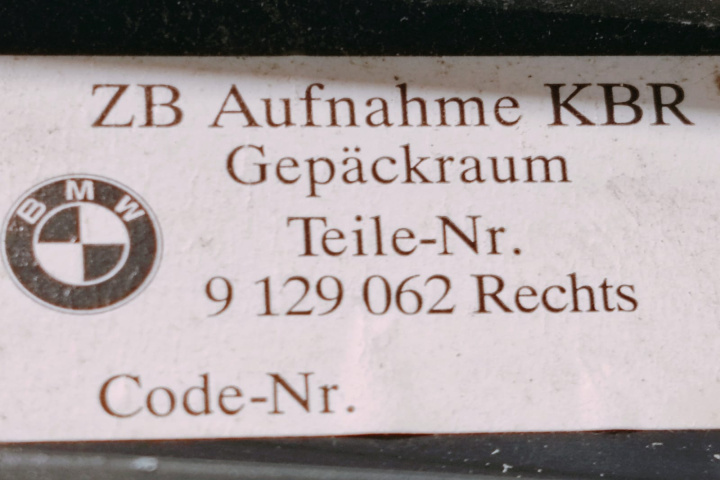 ZB Aufnahme KBR
Gepäckraum
BMW
Teile-Nr.
9 129 062 Rechts
Code-Nr.